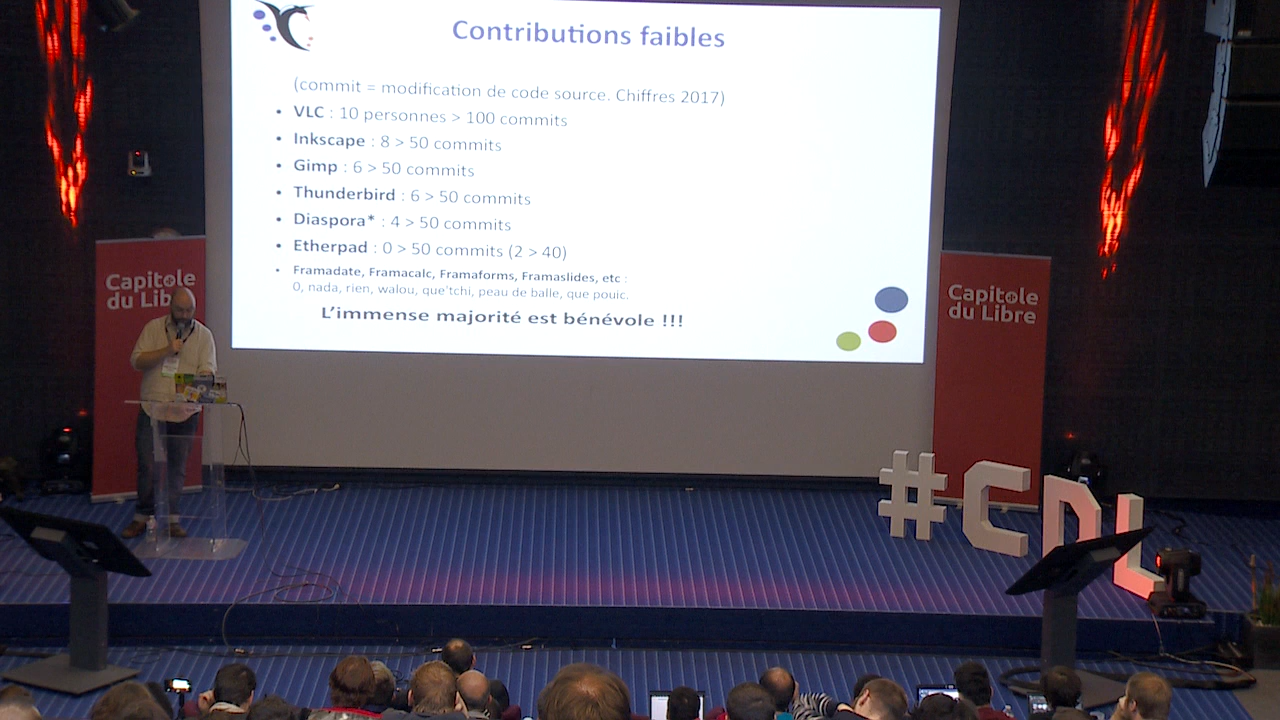 Contributions faibles
(commit = modification de code source. Chiffres 2017)
• VLC : 10 personnes > 100 commits
• Inkscape : 8 > 50 commits
• Gimp : 6 > 50 commits
• Thunderbird : 6 > 50 commits
• Diaspora* : 4 > 50 commits
• Etherpad : 0 > 50 commits (2 > 40)
• Framadate, Framacalc, Framaforms, Framaslides, etc :
0, nada, rien, walou, que'tchi, peau de balle, que pouic.
L'immense majorité est bénévole !!!
Capitole
du Libre
Capitole
du Libre
#CDL